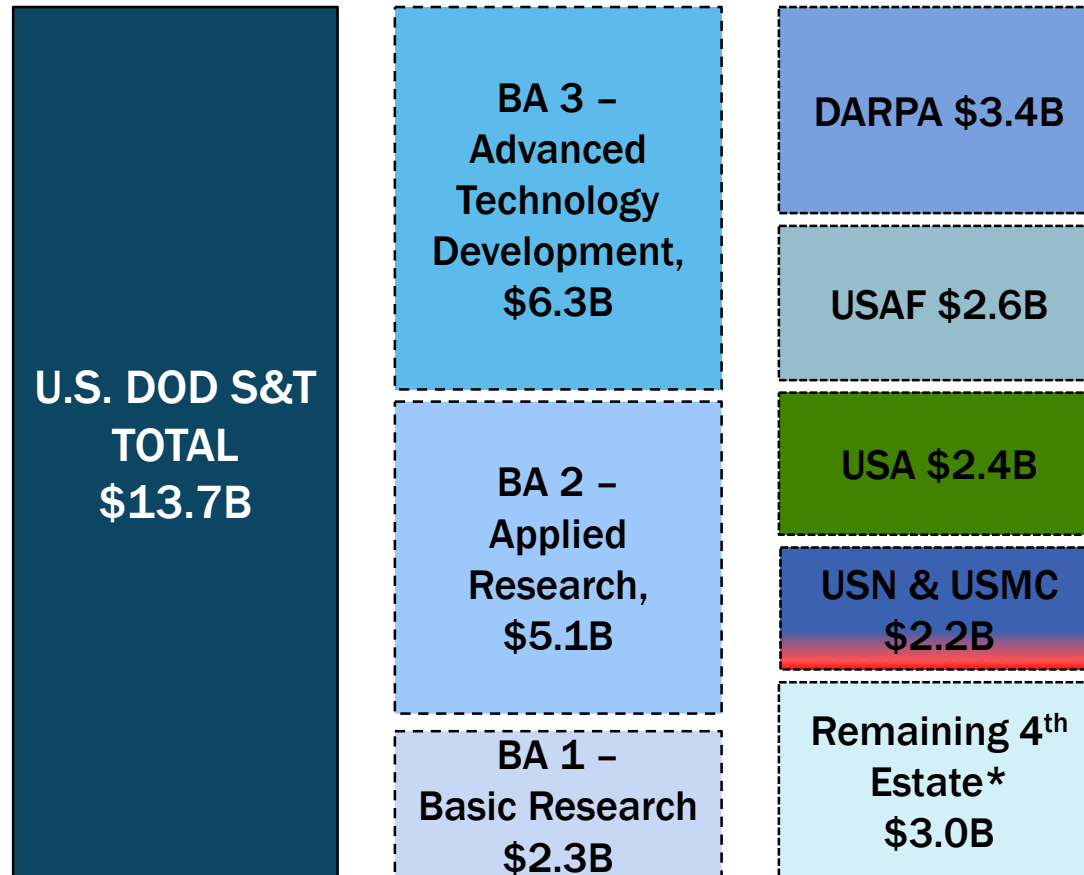 U.S. DOD S&T
TOTAL
$13.7B
BA 3 –
Advanced
Technology
Development,
$6.3B
BA 2 –
Applied
Research,
$5.1B
BA 1 –
Basic Research
$2.3B
DARPA $3.4B
USAF $2.6B
USA $2.4B
USN & USMC
$2.2B
Remaining 4th
Estate*
$3.0B